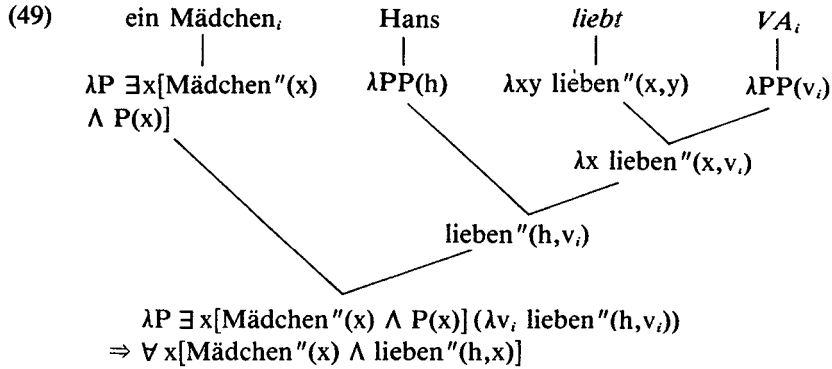 (49) ein Mädchenᵢ Hans liebt VAᵢ
λP ∃x[Mädchen″(x) λPP(h) λxy lieben″(x,y) λPP(vᵢ)
∧ P(x)]
λx lieben″(x,vᵢ)
lieben″(h,vᵢ)
λP ∃x[Mädchen″(x) ∧ P(x)] (λvᵢ lieben″(h,vᵢ))
⇒ ∀x[Mädchen″(x) ∧ lieben″(h,x)]